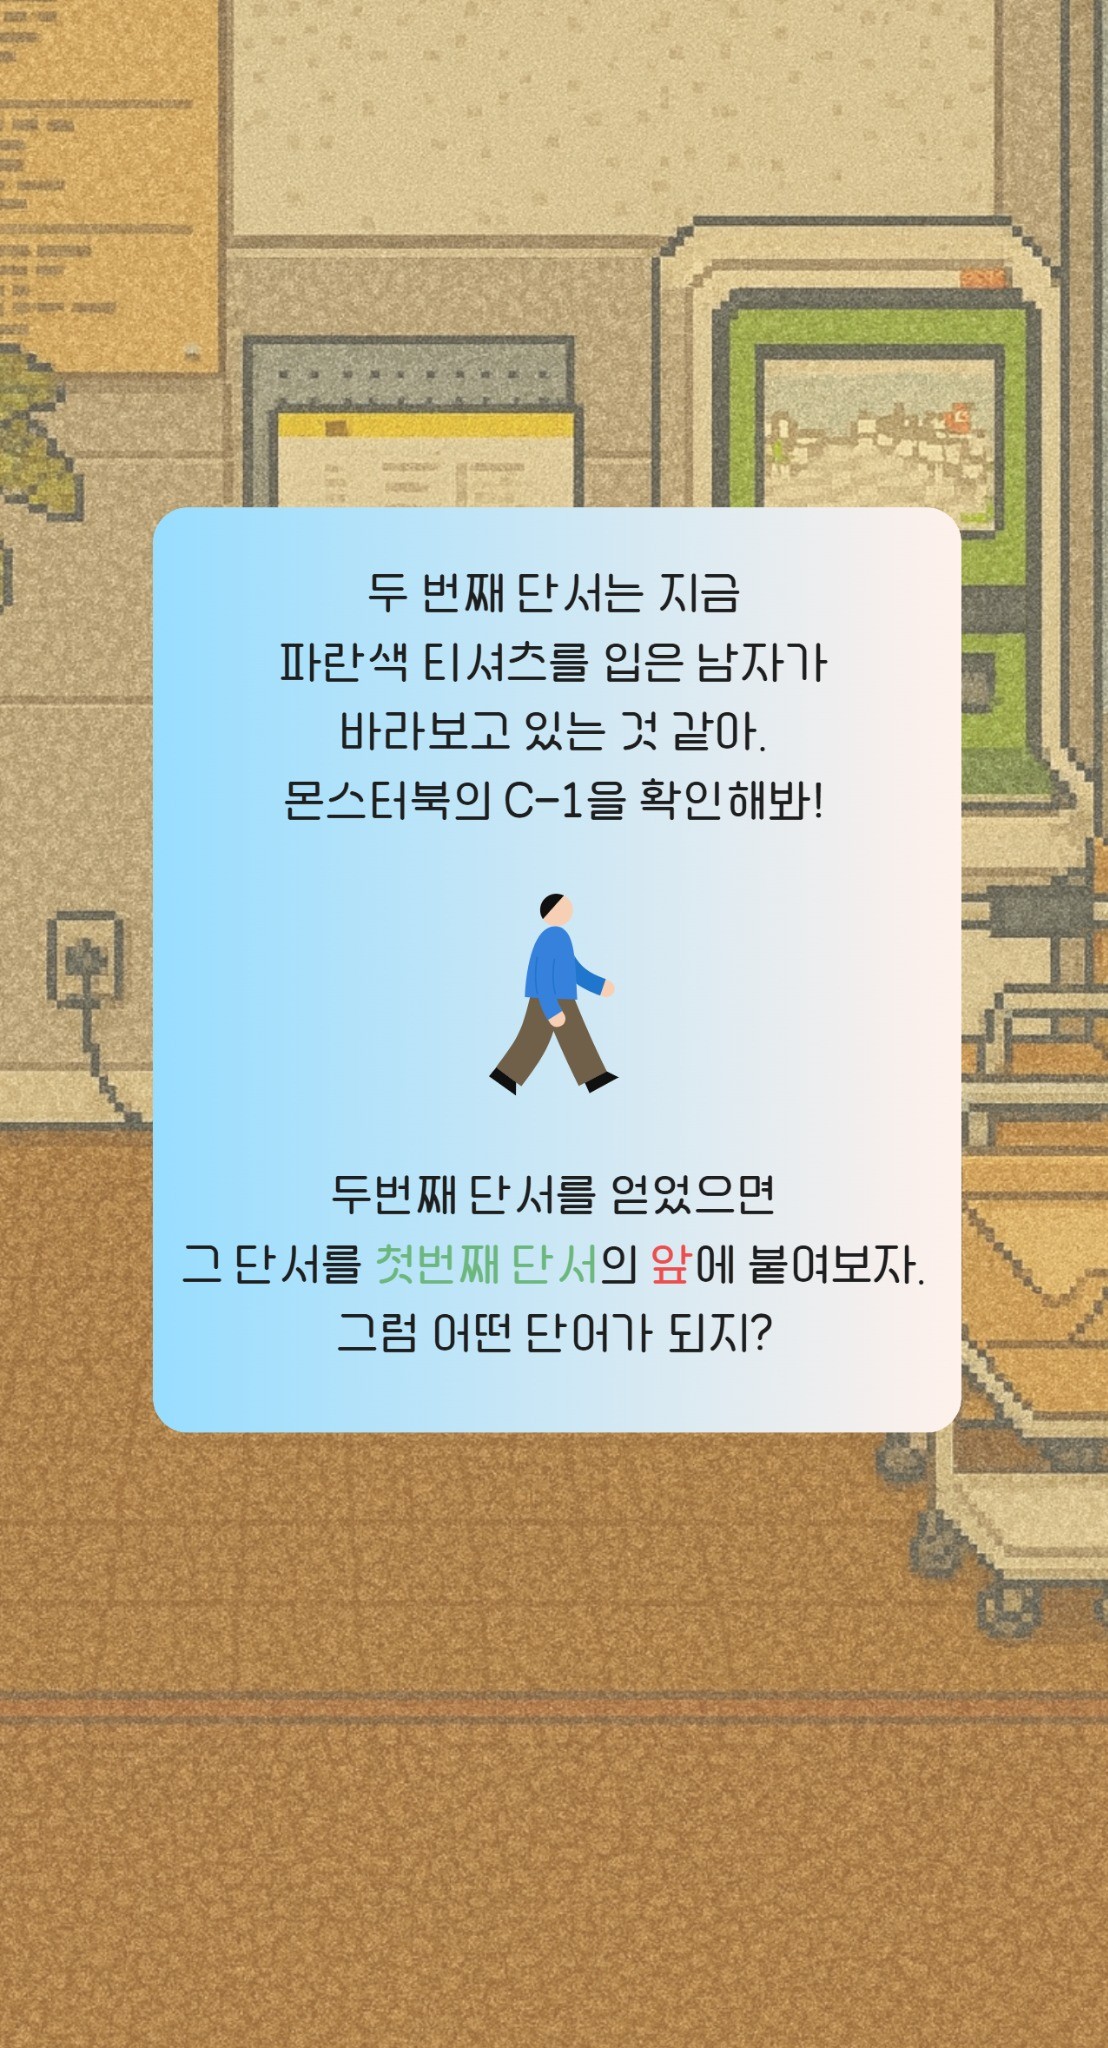 두 번째 단서는 지금
파란색 티셔츠를 입은 남자가
바라보고 있는 것 같아.
몬스터북의 C-1을 확인해봐!
두번째 단서를 얻었으면
그 단서를 첫번째 단서의 앞에 붙여보자.
그럼 어떤 단어가 되지?